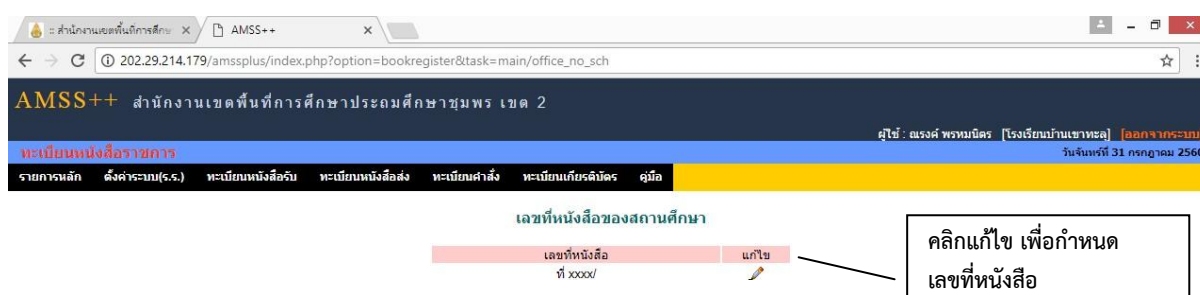 :: สำนักงานเขตพื้นที่การศึกษ
AMSS++
202.29.214.179/amssplus/index.php?option=bookregister&task=main/office_no_sch
AMSS++ สำนักงานเขตพื้นที่การศึกษาประถมศึกษาชุมพร เขต 2
ผู้ใช้ : ณรงค์ พรหมนิตร [โรงเรียนบ้านเขาทะลุ] [ออกจากระบบ
ทะเบียนหนังสือราชการ วันจันทร์ที่ 31 กรกฎาคม 2560
รายการหลัก ตั้งค่าระบบ(ร.ร.) ทะเบียนหนังสือรับ ทะเบียนหนังสือส่ง ทะเบียนคำสั่ง ทะเบียนเกียรติบัตร คู่มือ
เลขที่หนังสือของสถานศึกษา
เลขที่หนังสือ แก้ไข
ที่ xxxx/
คลิกแก้ไข เพื่อกำหนด
เลขที่หนังสือ